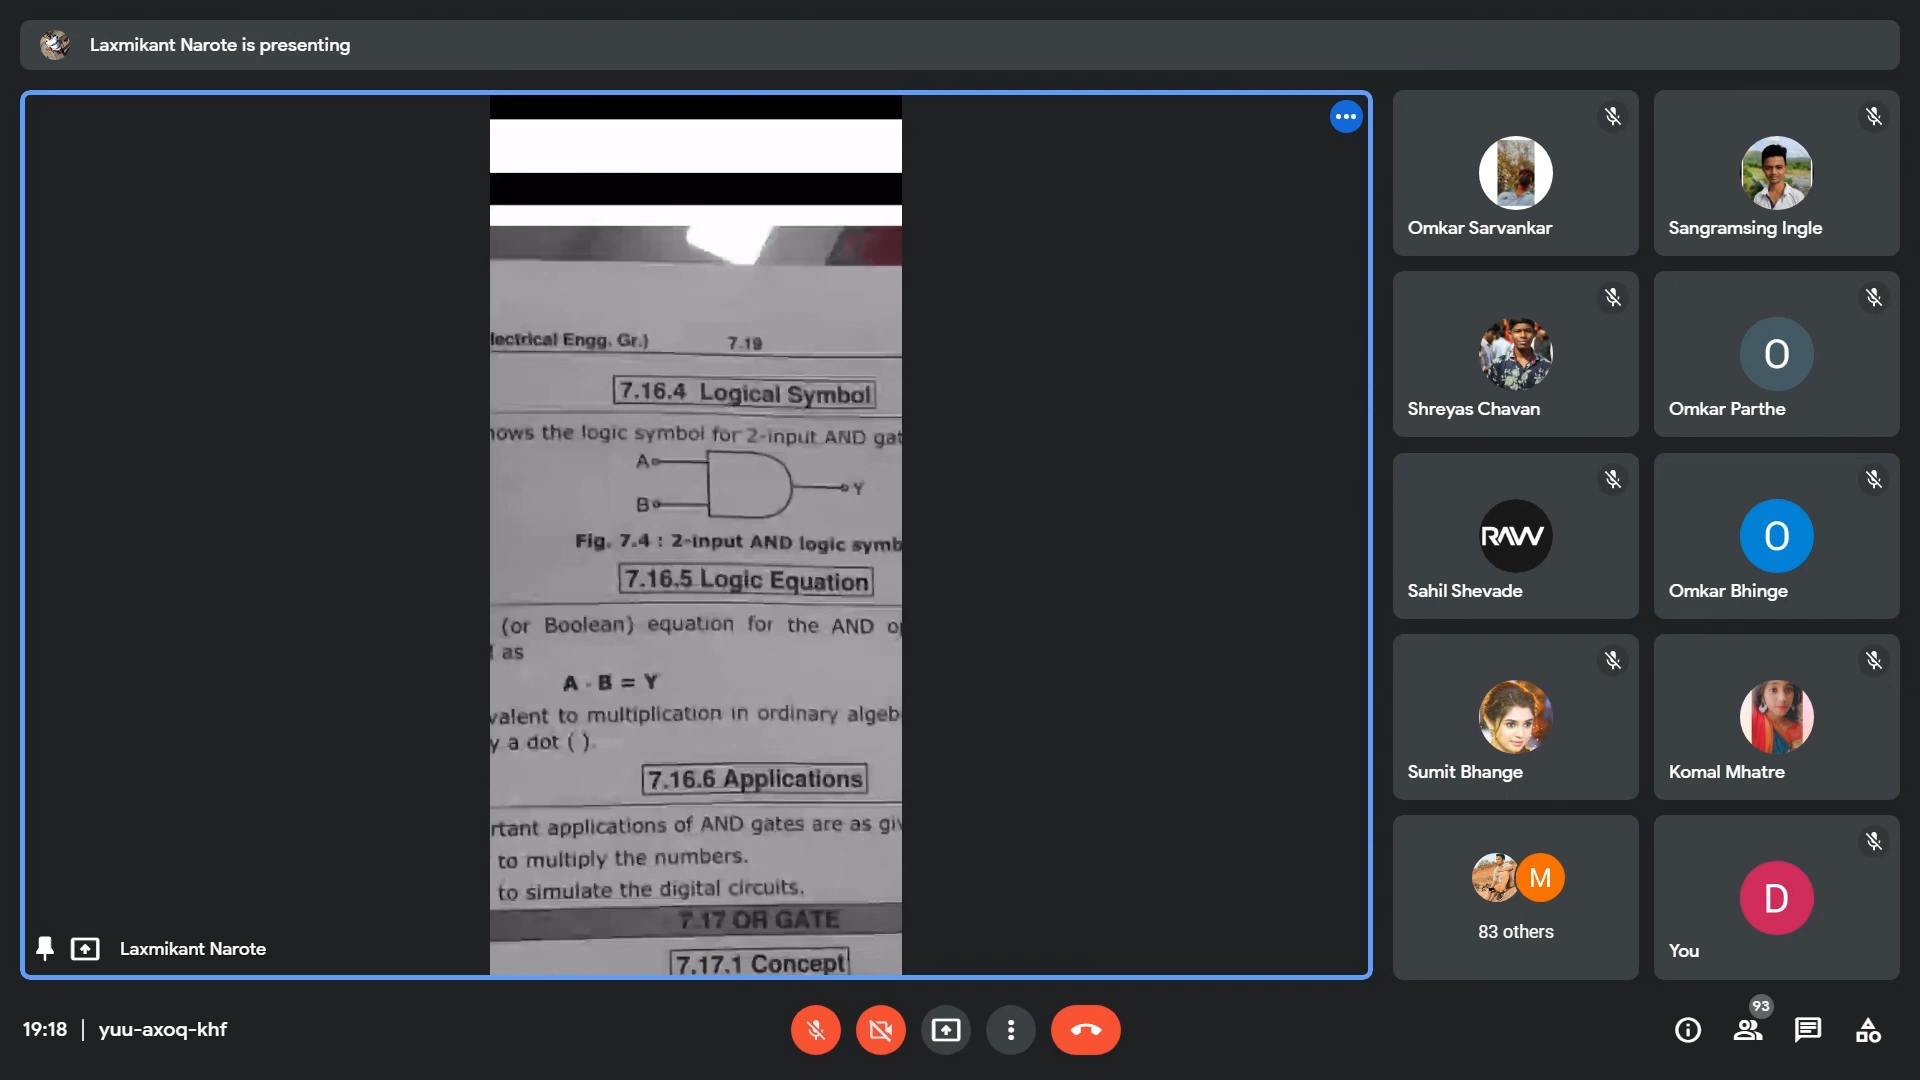 Laxmikant Narote is presenting
lectrical Engg. Gr.) 7.19
7.16.4 Logical Symbol
ows the logic symbol for 2-input AND gat
A
Y
B
Fig. 7.4 : 2-input AND logic symb
7.16.5 Logic Equation
(or Boolean) equation for the AND o
as
A · B = Y
valent to multiplication in ordinary algeb
y a dot ( ).
7.16.6 Applications
rtant applications of AND gates are as giv
to multiply the numbers.
to simulate the digital circuits.
7.17 OR GATE
7.17.1 Concept
Laxmikant Narote
Omkar Sarvankar
Sangramsing Ingle
Shreyas Chavan
O
Omkar Parthe
RAW
Sahil Shevade
O
Omkar Bhinge
Sumit Bhange
Komal Mhatre
M
83 others
D
You
19:18 | yuu-axoq-khf
93